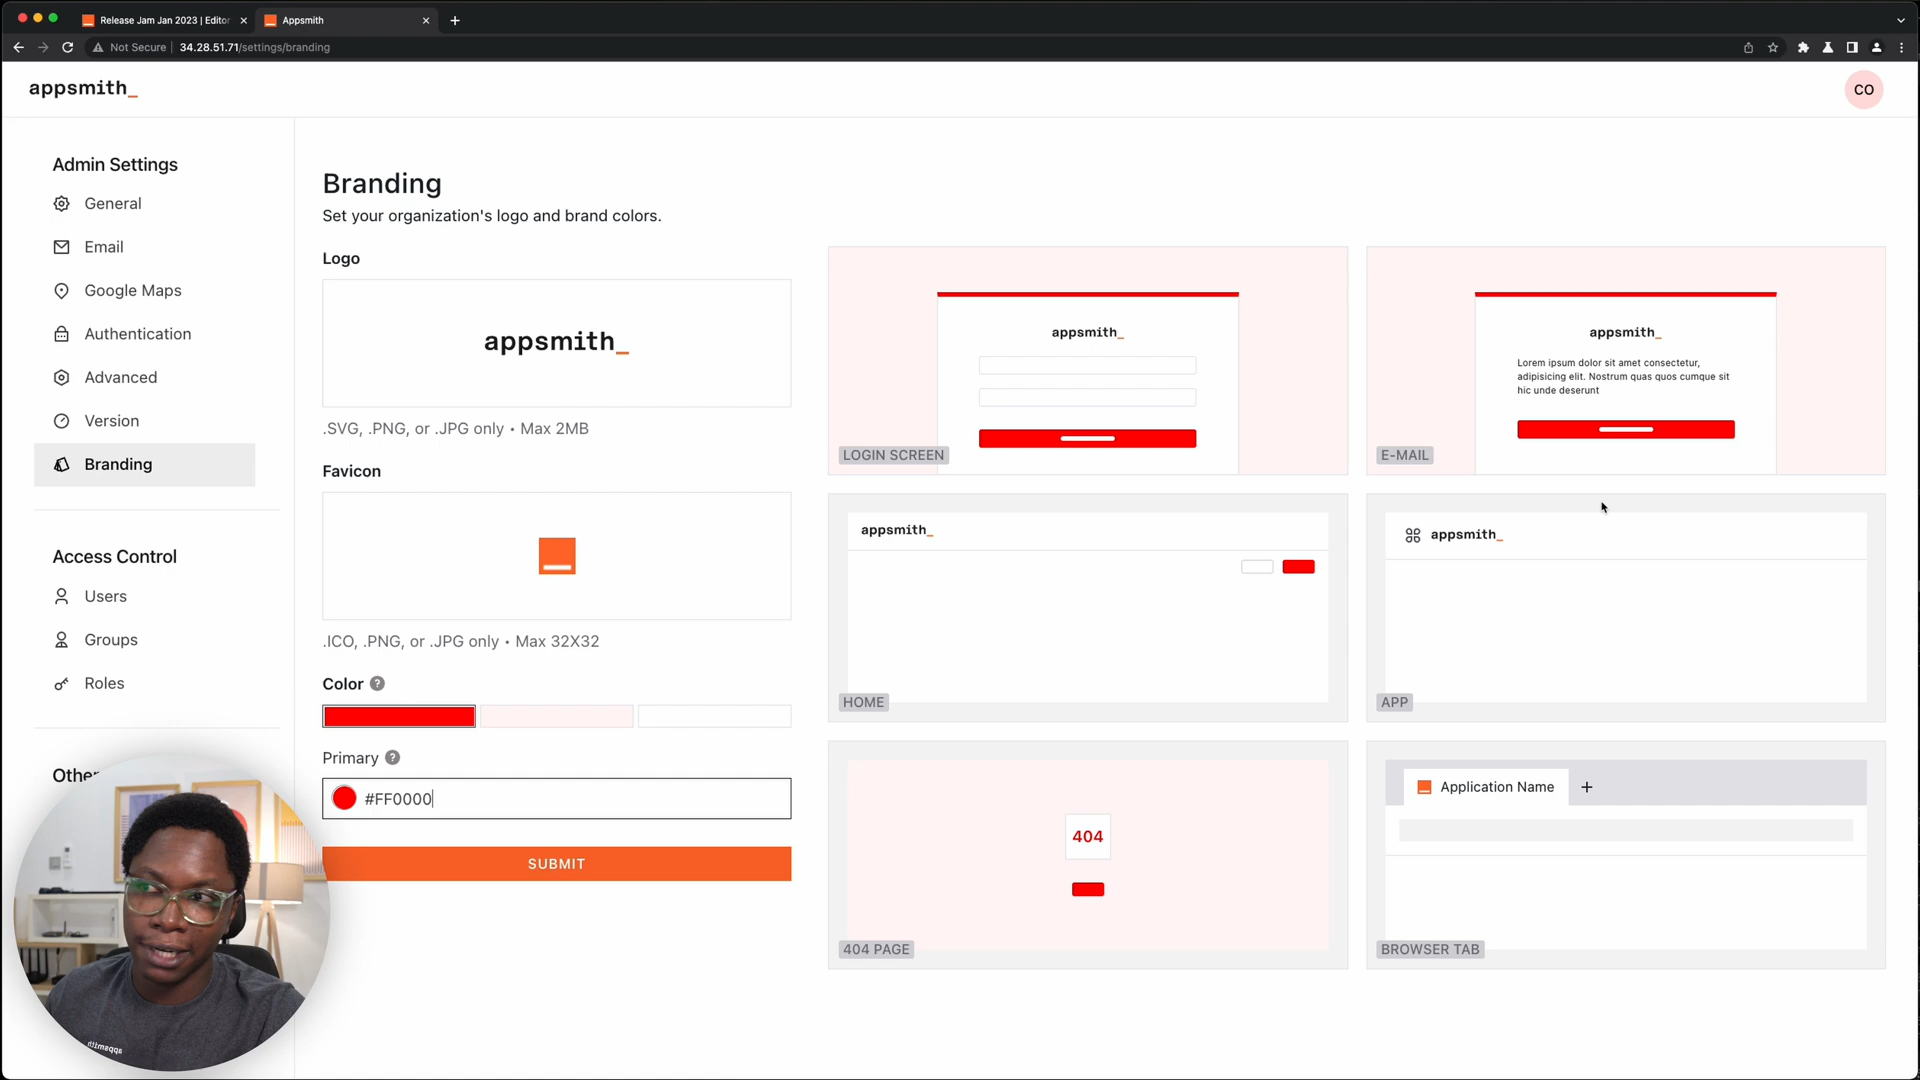 Release Jam Jan 2023 | Editor
Appsmith
Not Secure
34.28.51.71/settings/branding
appsmith_
CO
Admin Settings
General
Email
Google Maps
Authentication
Advanced
Version
Branding
Access Control
Users
Groups
Roles
Other
Branding
Set your organization's logo and brand colors.
Logo
appsmith_
.SVG, .PNG, or .JPG only • Max 2MB
Favicon
.ICO, .PNG, or .JPG only • Max 32X32
Color ?
Primary ?
#FF0000
SUBMIT
appsmith_
LOGIN SCREEN
appsmith_
Lorem ipsum dolor sit amet consectetur,
adipisicing elit. Nostrum quas quos cumque sit
hic unde deserunt
E-MAIL
appsmith_
HOME
appsmith_
APP
404
404 PAGE
Application Name
BROWSER TAB
appsmith